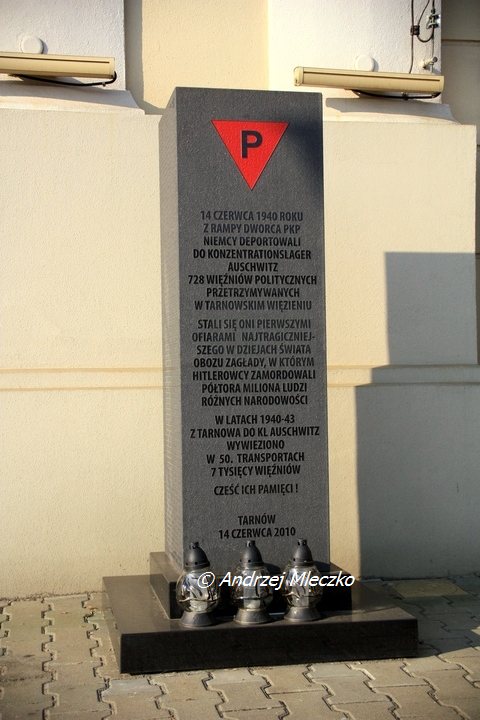 P
14 CZERWCA 1940 ROKU
Z RAMPY DWORCA PKP
NIEMCY DEPORTOWALI
DO KONZENTRATIONSLAGER
AUSCHWITZ
728 WIĘŹNIÓW POLITYCZNYCH
PRZETRZYMYWANYCH
W TARNOWSKIM WIĘZIENIU
STALI SIĘ ONI PIERWSZYMI
OFIARAMI NAJTRAGICZNIEJ-
SZEGO W DZIEJACH ŚWIATA
OBOZU ZAGŁADY, W KTÓRYM
HITLEROWCY ZAMORDOWALI
PÓŁTORA MILIONA LUDZI
RÓŻNYCH NARODOWOŚCI
W LATACH 1940-43
Z TARNOWA DO KL AUSCHWITZ
WYWIEZIONO
W 50. TRANSPORTACH
7 TYSIĘCY WIĘŹNIÓW
CZEŚĆ ICH PAMIĘCI !
TARNÓW
14 CZERWCA 2010
© Andrzej Mleczko